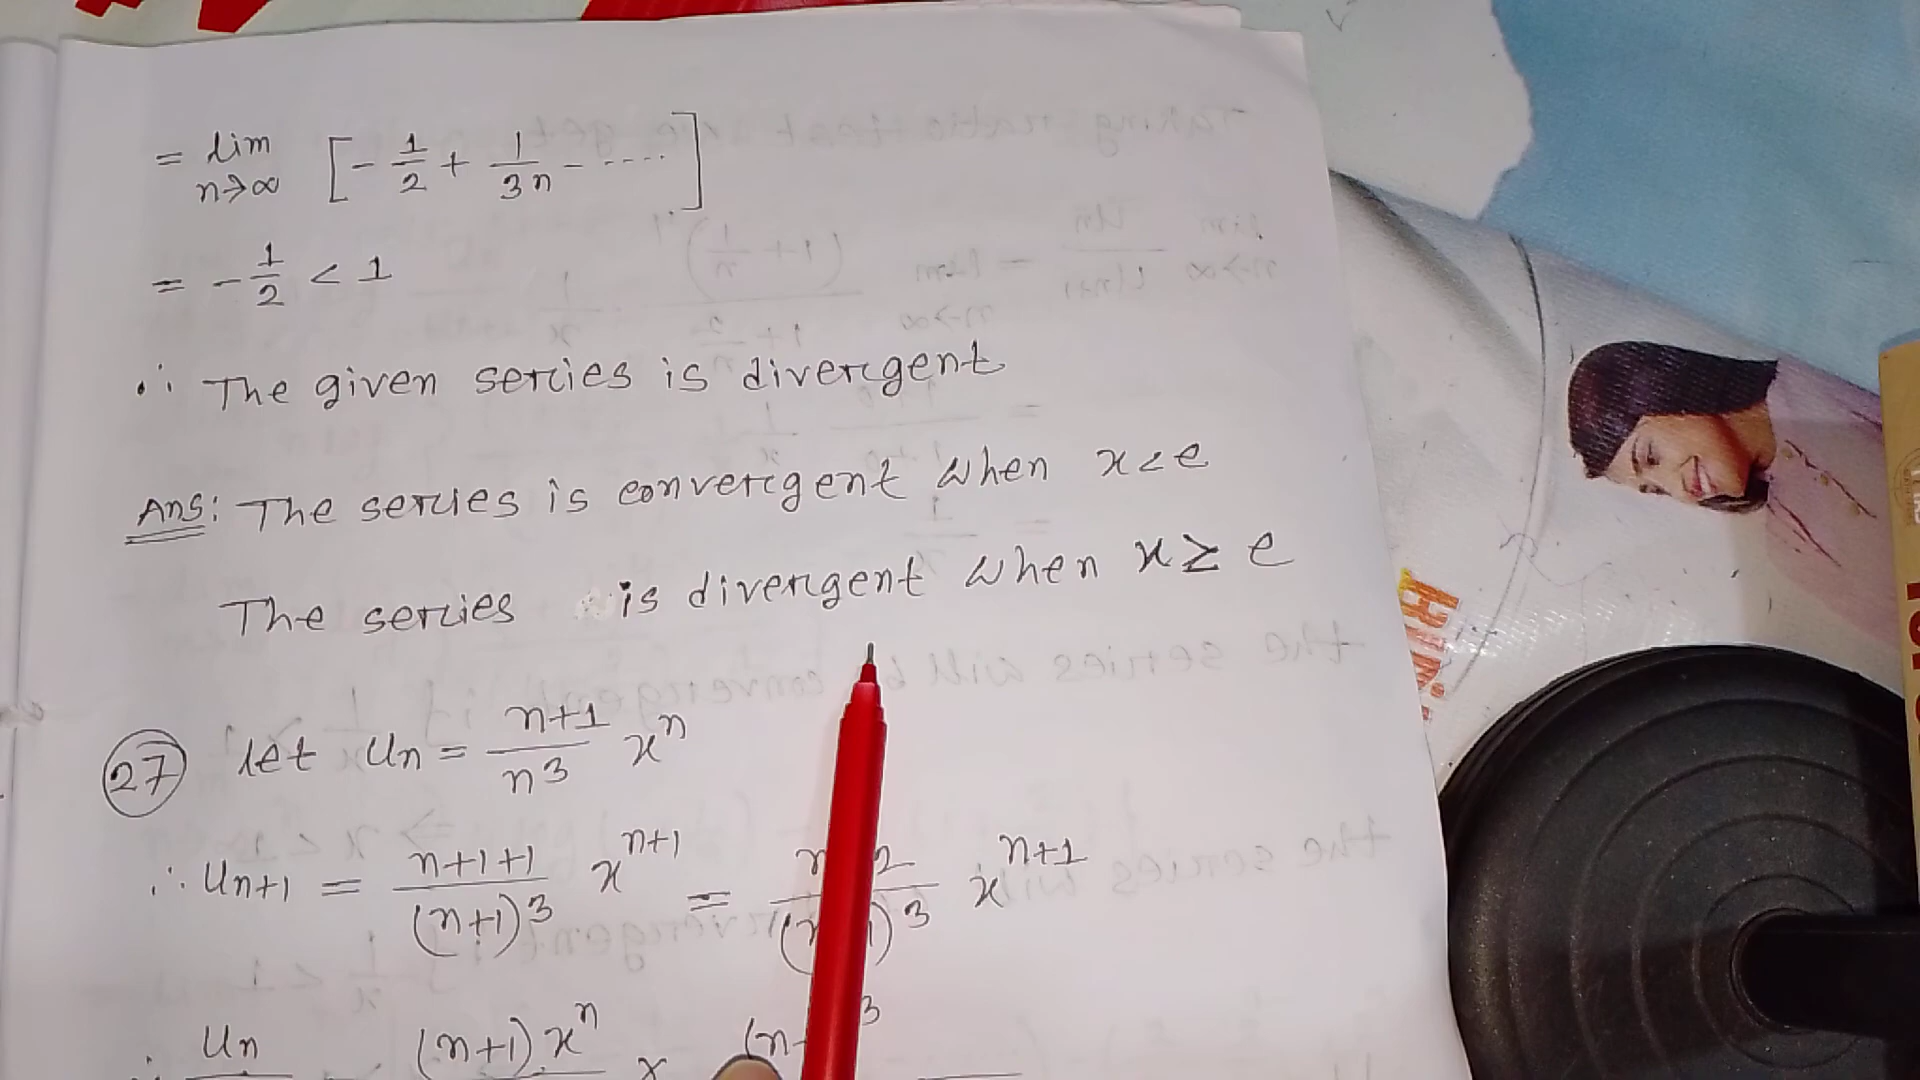 = lim n→∞ [- 1/2 + 1/3n - ....]
= - 1/2 < 1
∴ The given series is divergent
Ans: The series is convergent when x < e
The series is divergent when x ≥ e
(27) let Un = n+1/n³ xⁿ
∴ Un+1 = n+1+1/(n+1)³ xⁿ⁺¹ = 2/( )³ xⁿ⁺¹
Un (n+1) xⁿ × (n 3